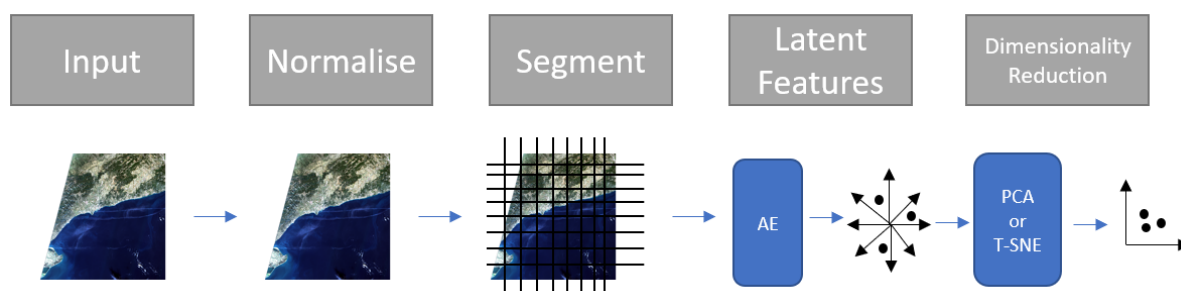 Input
Normalise
Segment
Latent
Features
Dimensionality
Reduction
AE
PCA
or
T-SNE